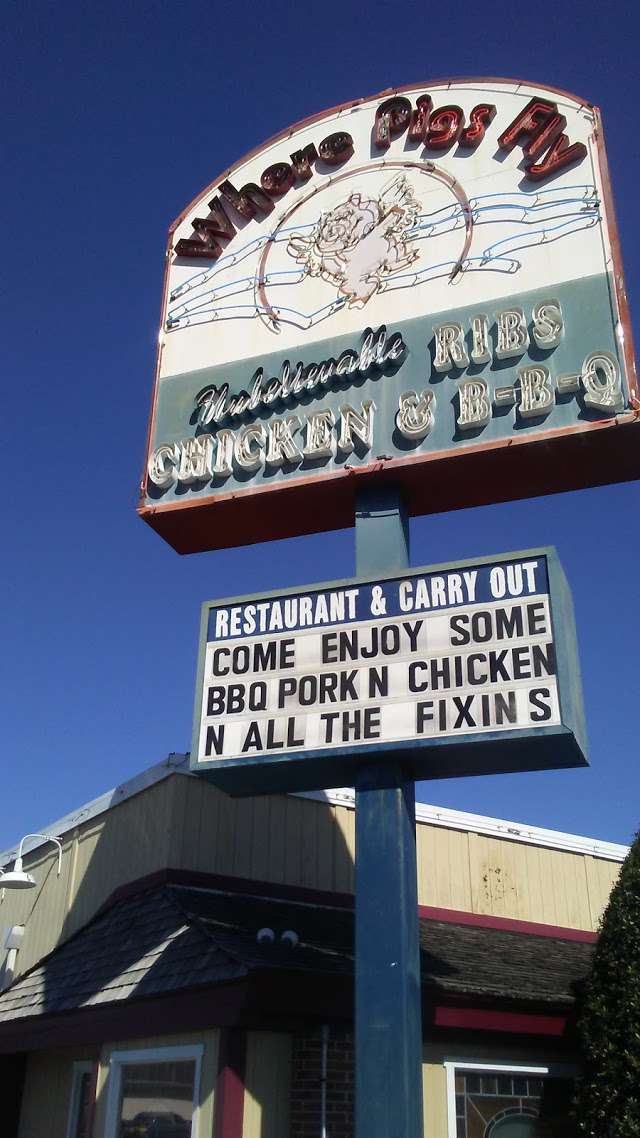 Where Pigs Fly
Unbelievable RIBS
CHICKEN & B-B-Q
RESTAURANT & CARRY OUT
COME ENJOY SOME
BBQ PORK N CHICKEN
N ALL THE FIXINS